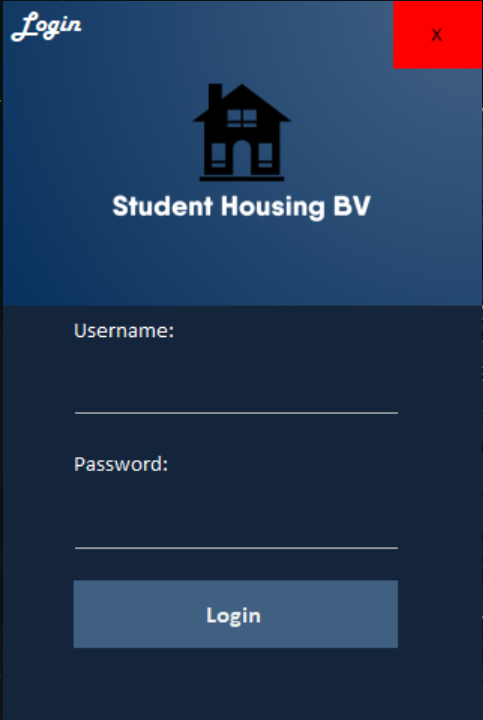 Login
X
Student Housing BV
Username:
Password:
Login